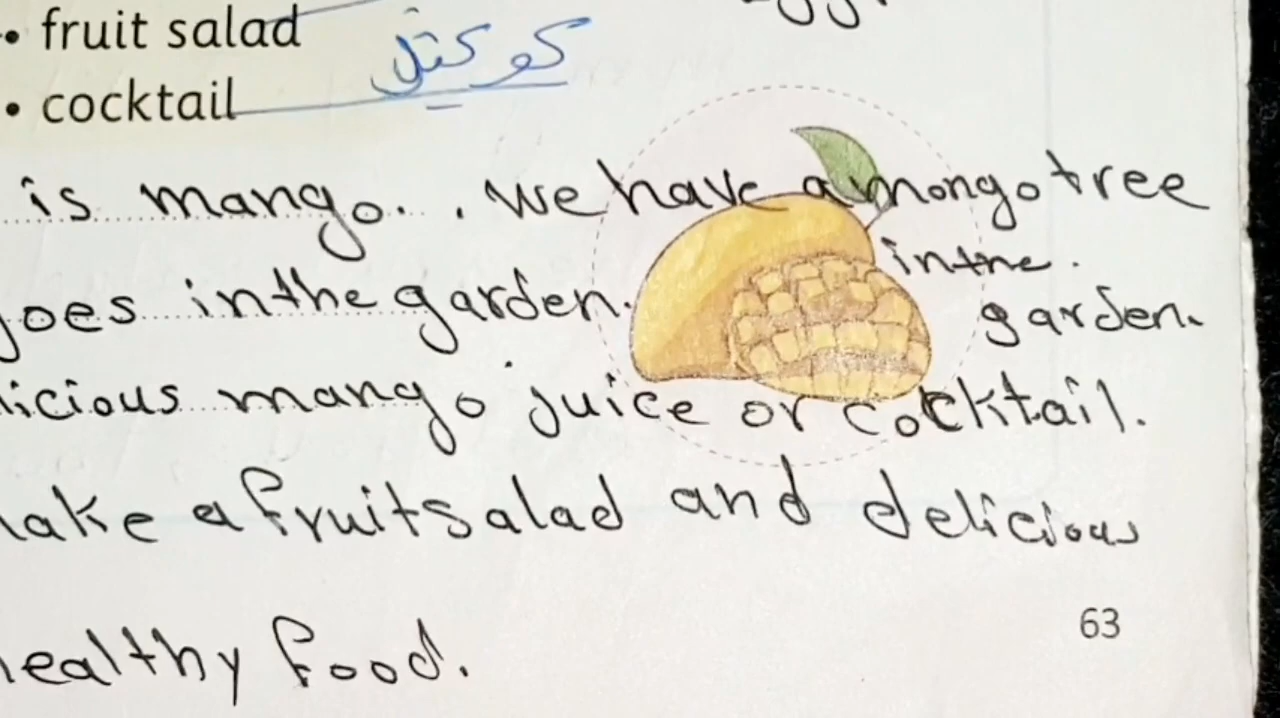 • fruit salad
كوكتيل
• cocktail
is mango. . we have a mongo tree
in the.
oes in the garden.
garden.
licious mango juice or cocktail.
ake a fruit salad and delicious
63
ealthy food.